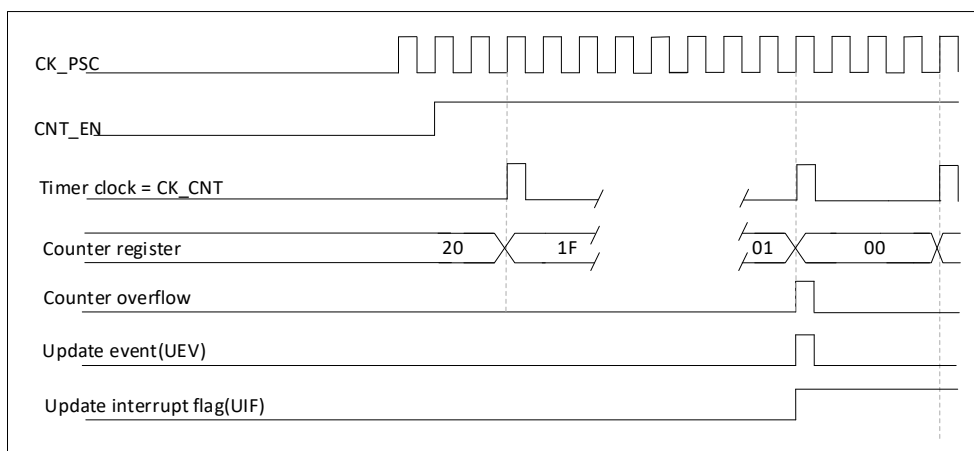 CK_PSC
CNT_EN
Timer clock = CK_CNT
Counter register 20 1F 01 00
Counter overflow
Update event(UEV)
Update interrupt flag(UIF)